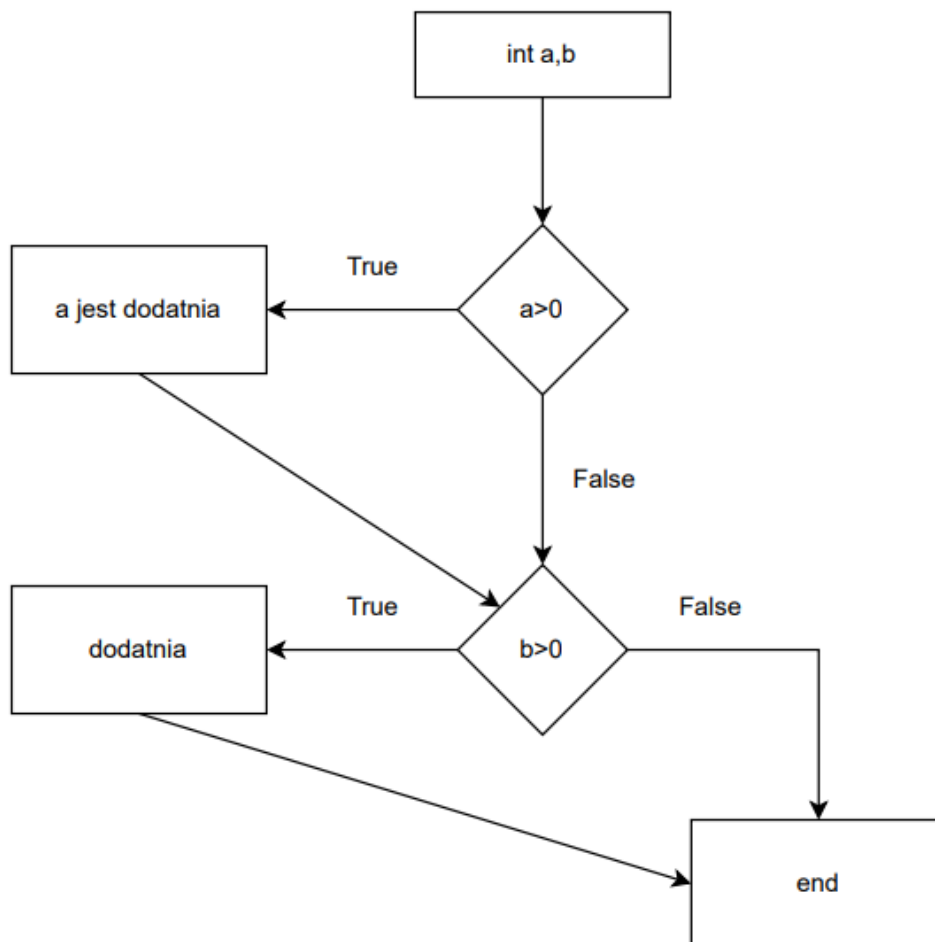 int a,b
True
a jest dodatnia
a>0
False
True
False
dodatnia
b>0
end